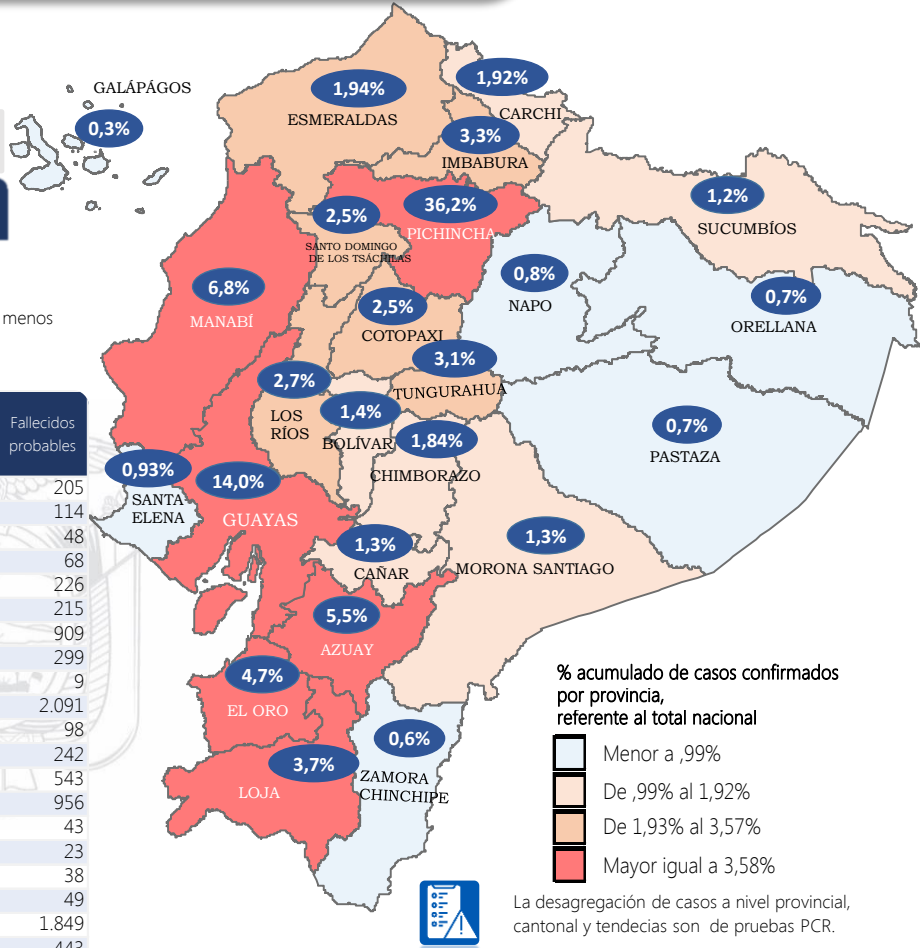 GALÁPÁGOS
0,3%
1,94%
ESMERALDAS
1,92%
CARCHI
3,3%
IMBABURA
1,2%
SUCUMBÍOS
2,5%
SANTO DOMINGO
DE LOS TSÁCHILAS
36,2%
PICHINCHA
6,8%
MANABÍ
0,8%
NAPO
0,7%
ORELLANA
2,5%
COTOPAXI
3,1%
TUNGURAHUA
2,7%
LOS
RÍOS
1,4%
BOLÍVAR
1,84%
CHIMBORAZO
0,7%
PASTAZA
0,93%
SANTA
ELENA
14,0%
GUAYAS
1,3%
CAÑAR
1,3%
MORONA SANTIAGO
5,5%
AZUAY
4,7%
EL ORO
3,7%
LOJA
0,6%
ZAMORA
CHINCHIPE
menos
Fallecidos
probables
205
114
48
68
226
215
909
299
9
2.091
98
242
543
956
43
23
38
49
1.849
443
% acumulado de casos confirmados
por provincia,
referente al total nacional
Menor a ,99%
De ,99% al 1,92%
De 1,93% al 3,57%
Mayor igual a 3,58%
La desagregación de casos a nivel provincial,
cantonal y tendecias son de pruebas PCR.